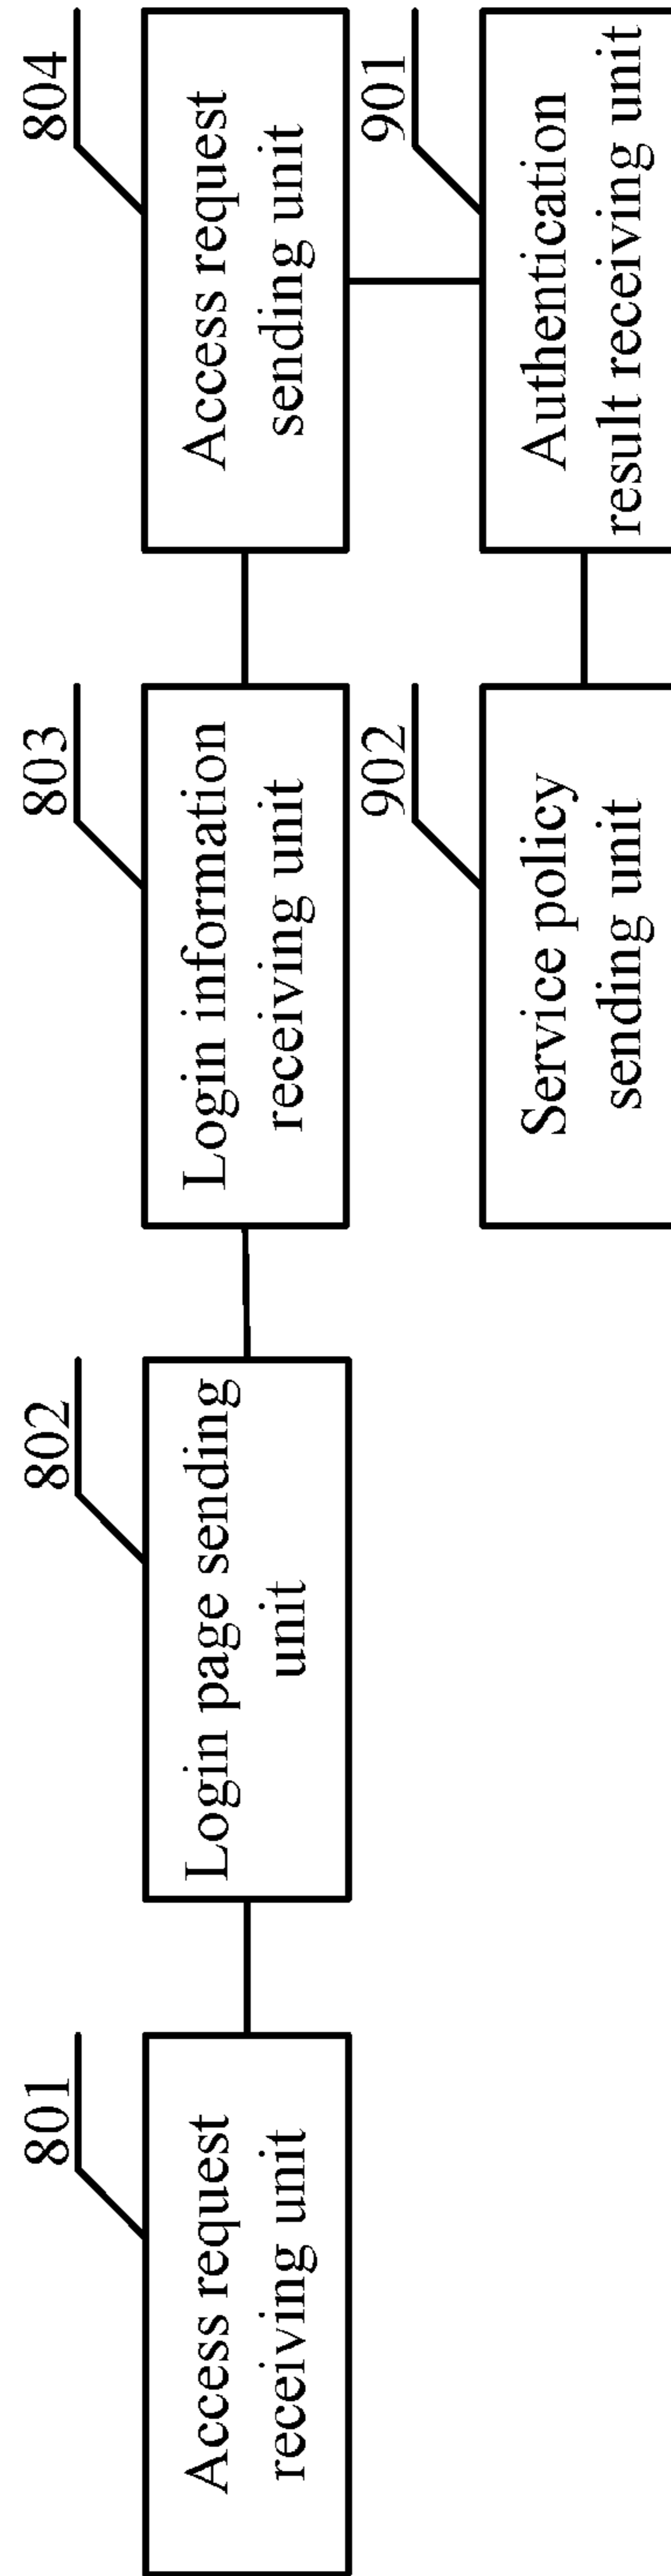 801
Access request
receiving unit
802
Login page sending
unit
803
Login information
receiving unit
804
Access request
sending unit
902
Service policy
sending unit
901
Authentication
result receiving unit